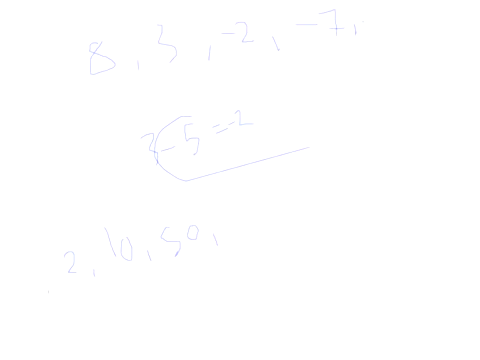 8, 3, -2, -7,
3-5=-2
2, 10, 50,